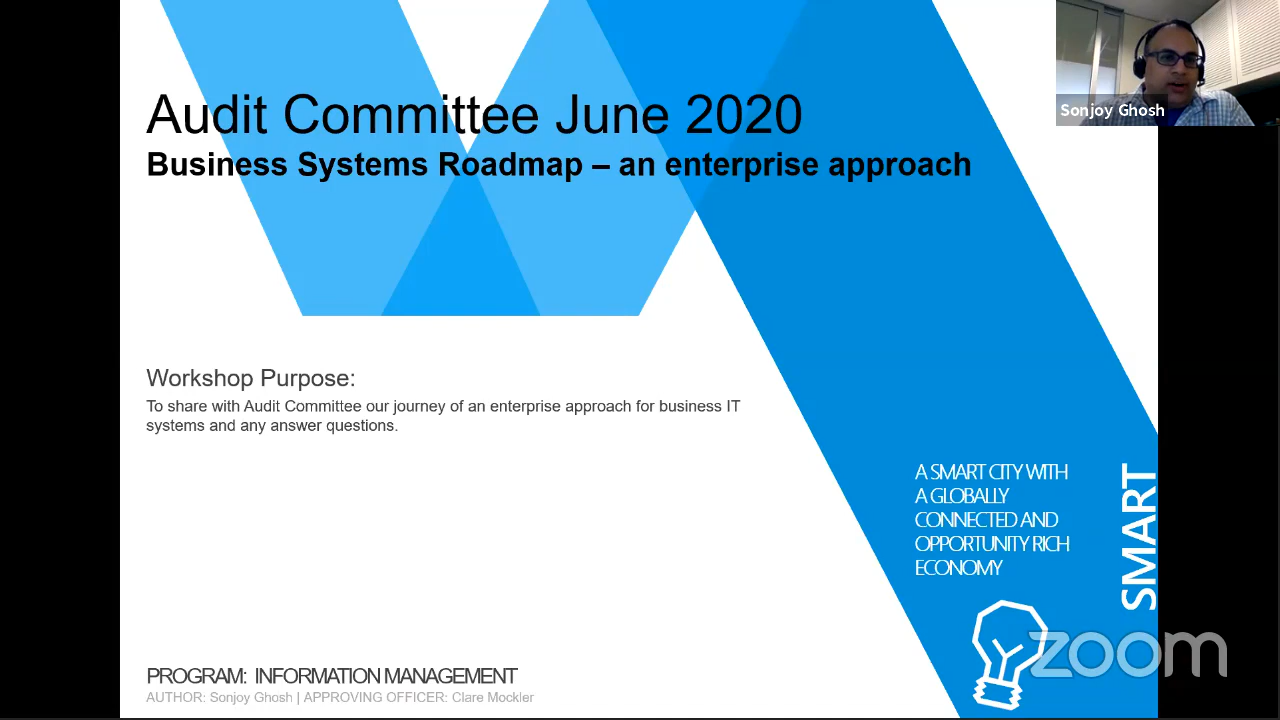 Audit Committee June 2020
Business Systems Roadmap – an enterprise approach
Sonjoy Ghosh
Workshop Purpose:
To share with Audit Committee our journey of an enterprise approach for business IT
systems and any answer questions.
A SMART CITY WITH
A GLOBALLY
CONNECTED AND
OPPORTUNITY RICH
ECONOMY
SMART
zoom
PROGRAM: INFORMATION MANAGEMENT
AUTHOR: Sonjoy Ghosh | APPROVING OFFICER: Clare Mockler